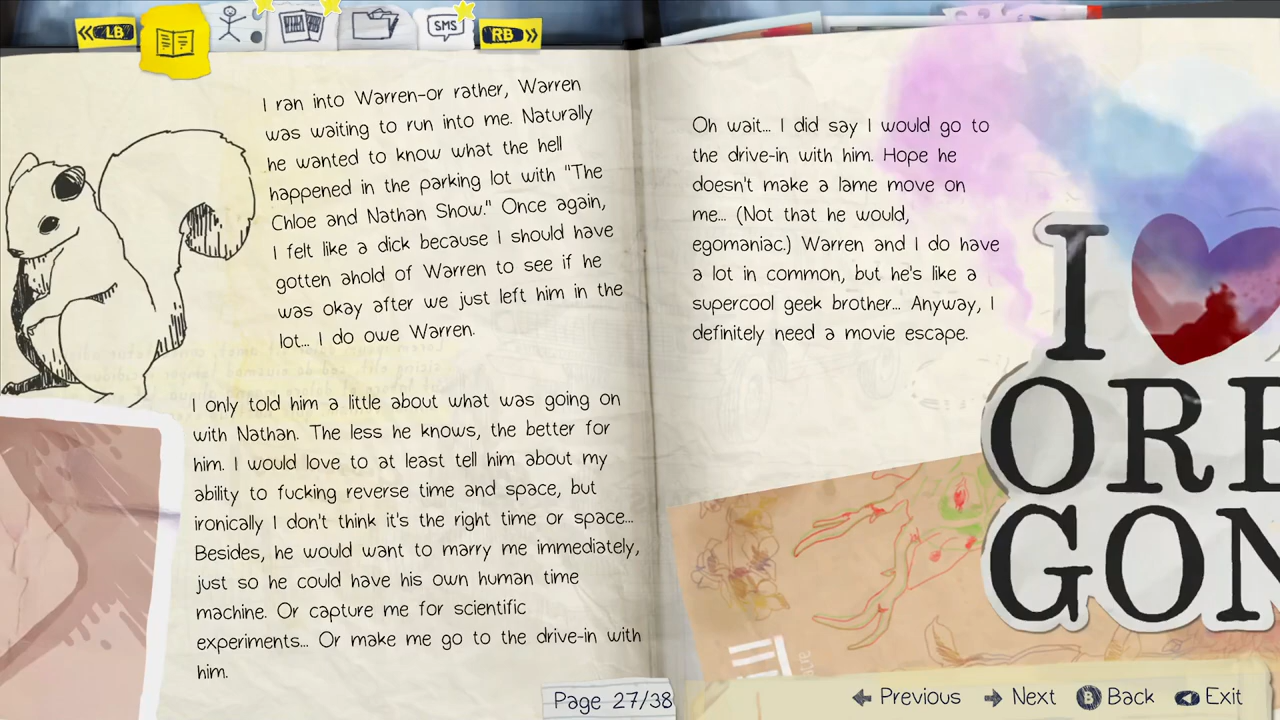 LB
SMS
RB
I ran into Warren-or rather, Warren
was waiting to run into me. Naturally
he wanted to know what the hell
happened in the parking lot with "The
Chloe and Nathan Show." Once again,
I felt like a dick because I should have
gotten ahold of Warren to see if he
was okay after we just left him in the
lot... I do owe Warren.
I only told him a little about what was going on
with Nathan. The less he knows, the better for
him. I would love to at least tell him about my
ability to fucking reverse time and space, but
ironically I don't think it's the right time or space...
Besides, he would want to marry me immediately,
just so he could have his own human time
machine. Or capture me for scientific
experiments... Or make me go to the drive-in with
him.
Oh wait... I did say I would go to
the drive-in with him. Hope he
doesn't make a lame move on
me... (Not that he would,
egomaniac.) Warren and I do have
a lot in common, but he's like a
supercool geek brother... Anyway, I
definitely need a movie escape.
I
ORE
GON
Page 27/38
Previous Next B Back Exit